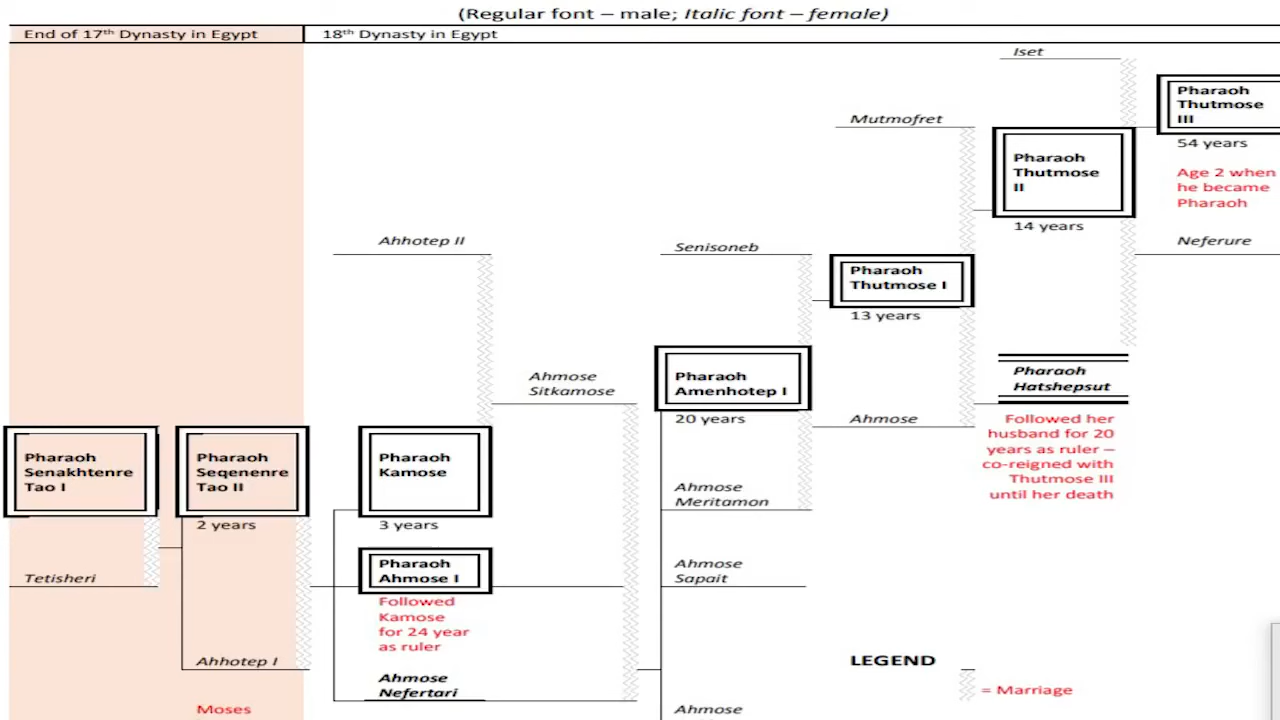 (Regular font – male; Italic font – female)
End of 17th Dynasty in Egypt
18th Dynasty in Egypt
Iset
Pharaoh
Thutmose
III
54 years
Age 2 when
he became
Pharaoh
Mutmofret
Pharaoh
Thutmose
II
14 years
Neferure
Ahhotep II
Senisoneb
Pharaoh
Thutmose I
13 years
Ahmose
Sitkamose
Pharaoh
Amenhotep I
20 years
Pharaoh
Hatshepsut
Followed her
husband for 20
years as ruler –
co-reigned with
Thutmose III
until her death
Ahmose
Pharaoh
Senakhtenre
Tao I
Pharaoh
Seqenenre
Tao II
2 years
Pharaoh
Kamose
3 years
Ahmose
Meritamon
Tetisheri
Pharaoh
Ahmose I
Followed
Kamose
for 24 year
as ruler
Ahmose
Sapait
Ahhotep I
Ahmose
Nefertari
LEGEND
= Marriage
Moses
Ahmose